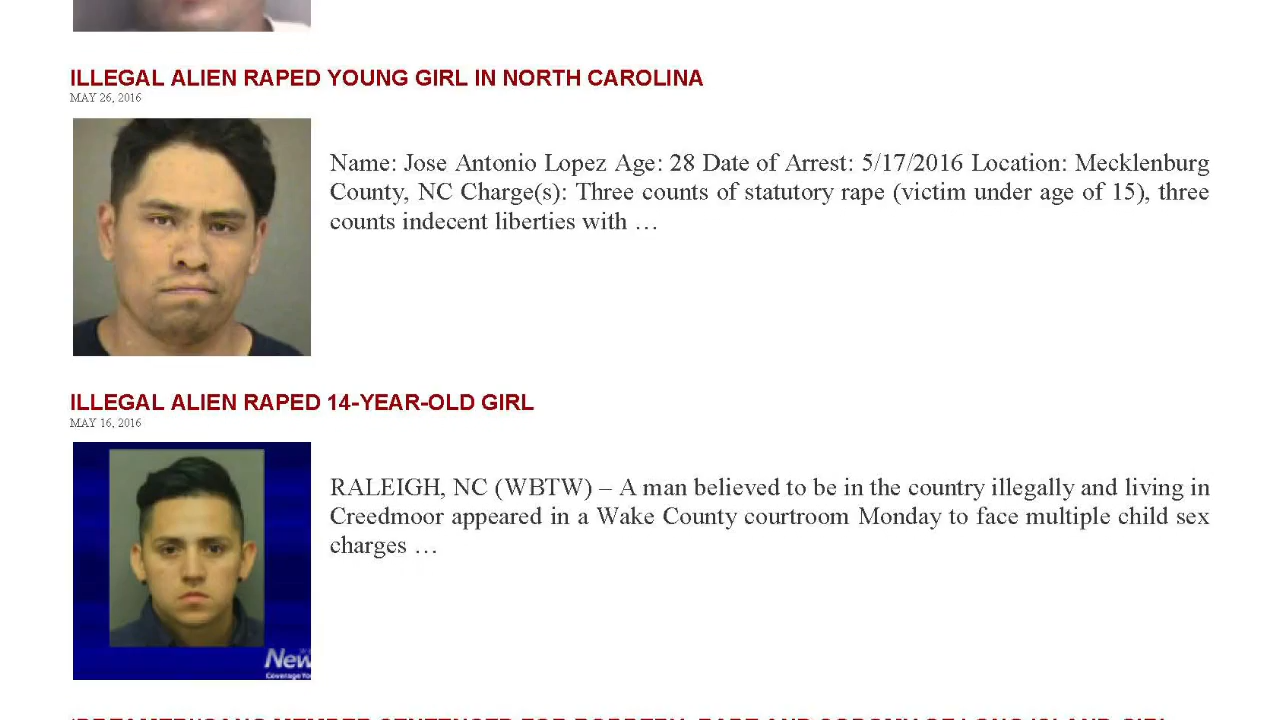 ILLEGAL ALIEN RAPED YOUNG GIRL IN NORTH CAROLINA
MAY 26, 2016
Name: Jose Antonio Lopez Age: 28 Date of Arrest: 5/17/2016 Location: Mecklenburg
County, NC Charge(s): Three counts of statutory rape (victim under age of 15), three
counts indecent liberties with …
ILLEGAL ALIEN RAPED 14-YEAR-OLD GIRL
MAY 16, 2016
RALEIGH, NC (WBTW) – A man believed to be in the country illegally and living in
Creedmoor appeared in a Wake County courtroom Monday to face multiple child sex
charges …
New
Coverage Yo